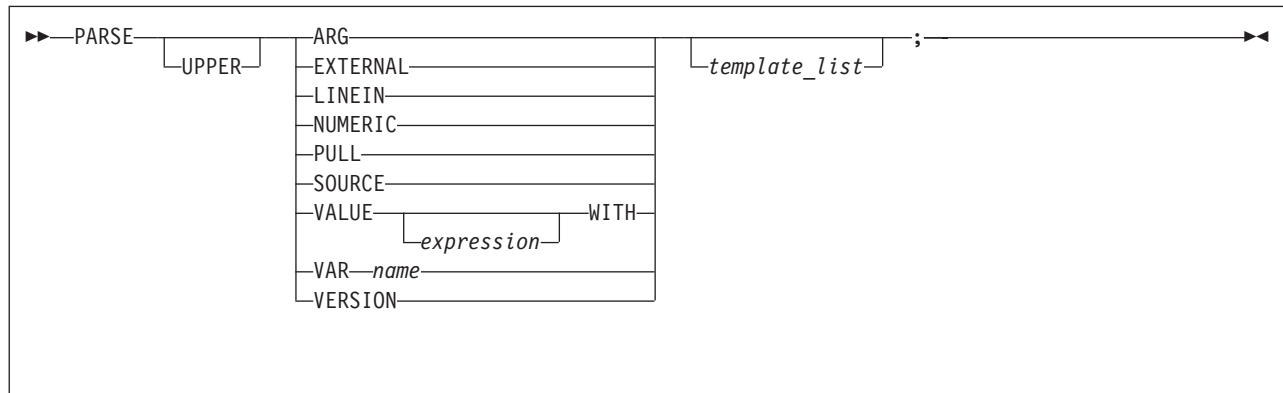 PARSE ARG ;
UPPER EXTERNAL template_list
LINEIN
NUMERIC
PULL
SOURCE
VALUE WITH
expression
VAR name
VERSION